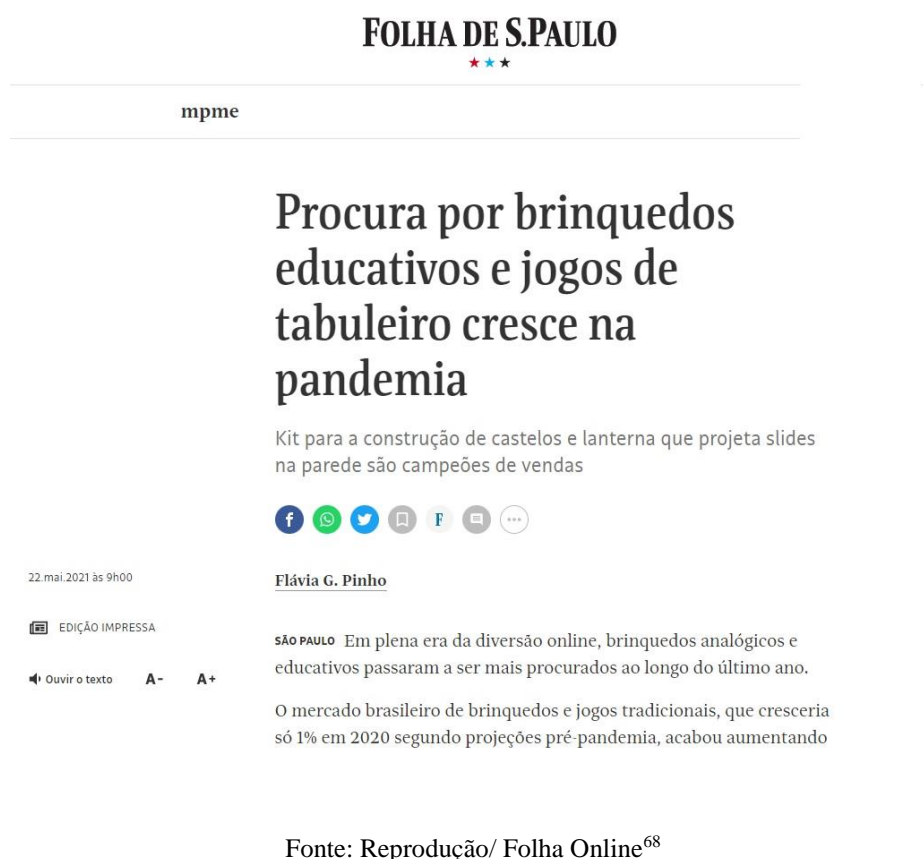 FOLHA DE S.PAULO
mpme
Procura por brinquedos
educativos e jogos de
tabuleiro cresce na
pandemia
Kit para a construção de castelos e lanterna que projeta slides
na parede são campeões de vendas
22.mai.2021 às 9h00
EDIÇÃO IMPRESSA
Ouvir o texto A- A+
Flávia G. Pinho
SÃO PAULO Em plena era da diversão online, brinquedos analógicos e
educativos passaram a ser mais procurados ao longo do último ano.
O mercado brasileiro de brinquedos e jogos tradicionais, que cresceria
só 1% em 2020 segundo projeções pré-pandemia, acabou aumentando
Fonte: Reprodução/ Folha Online68